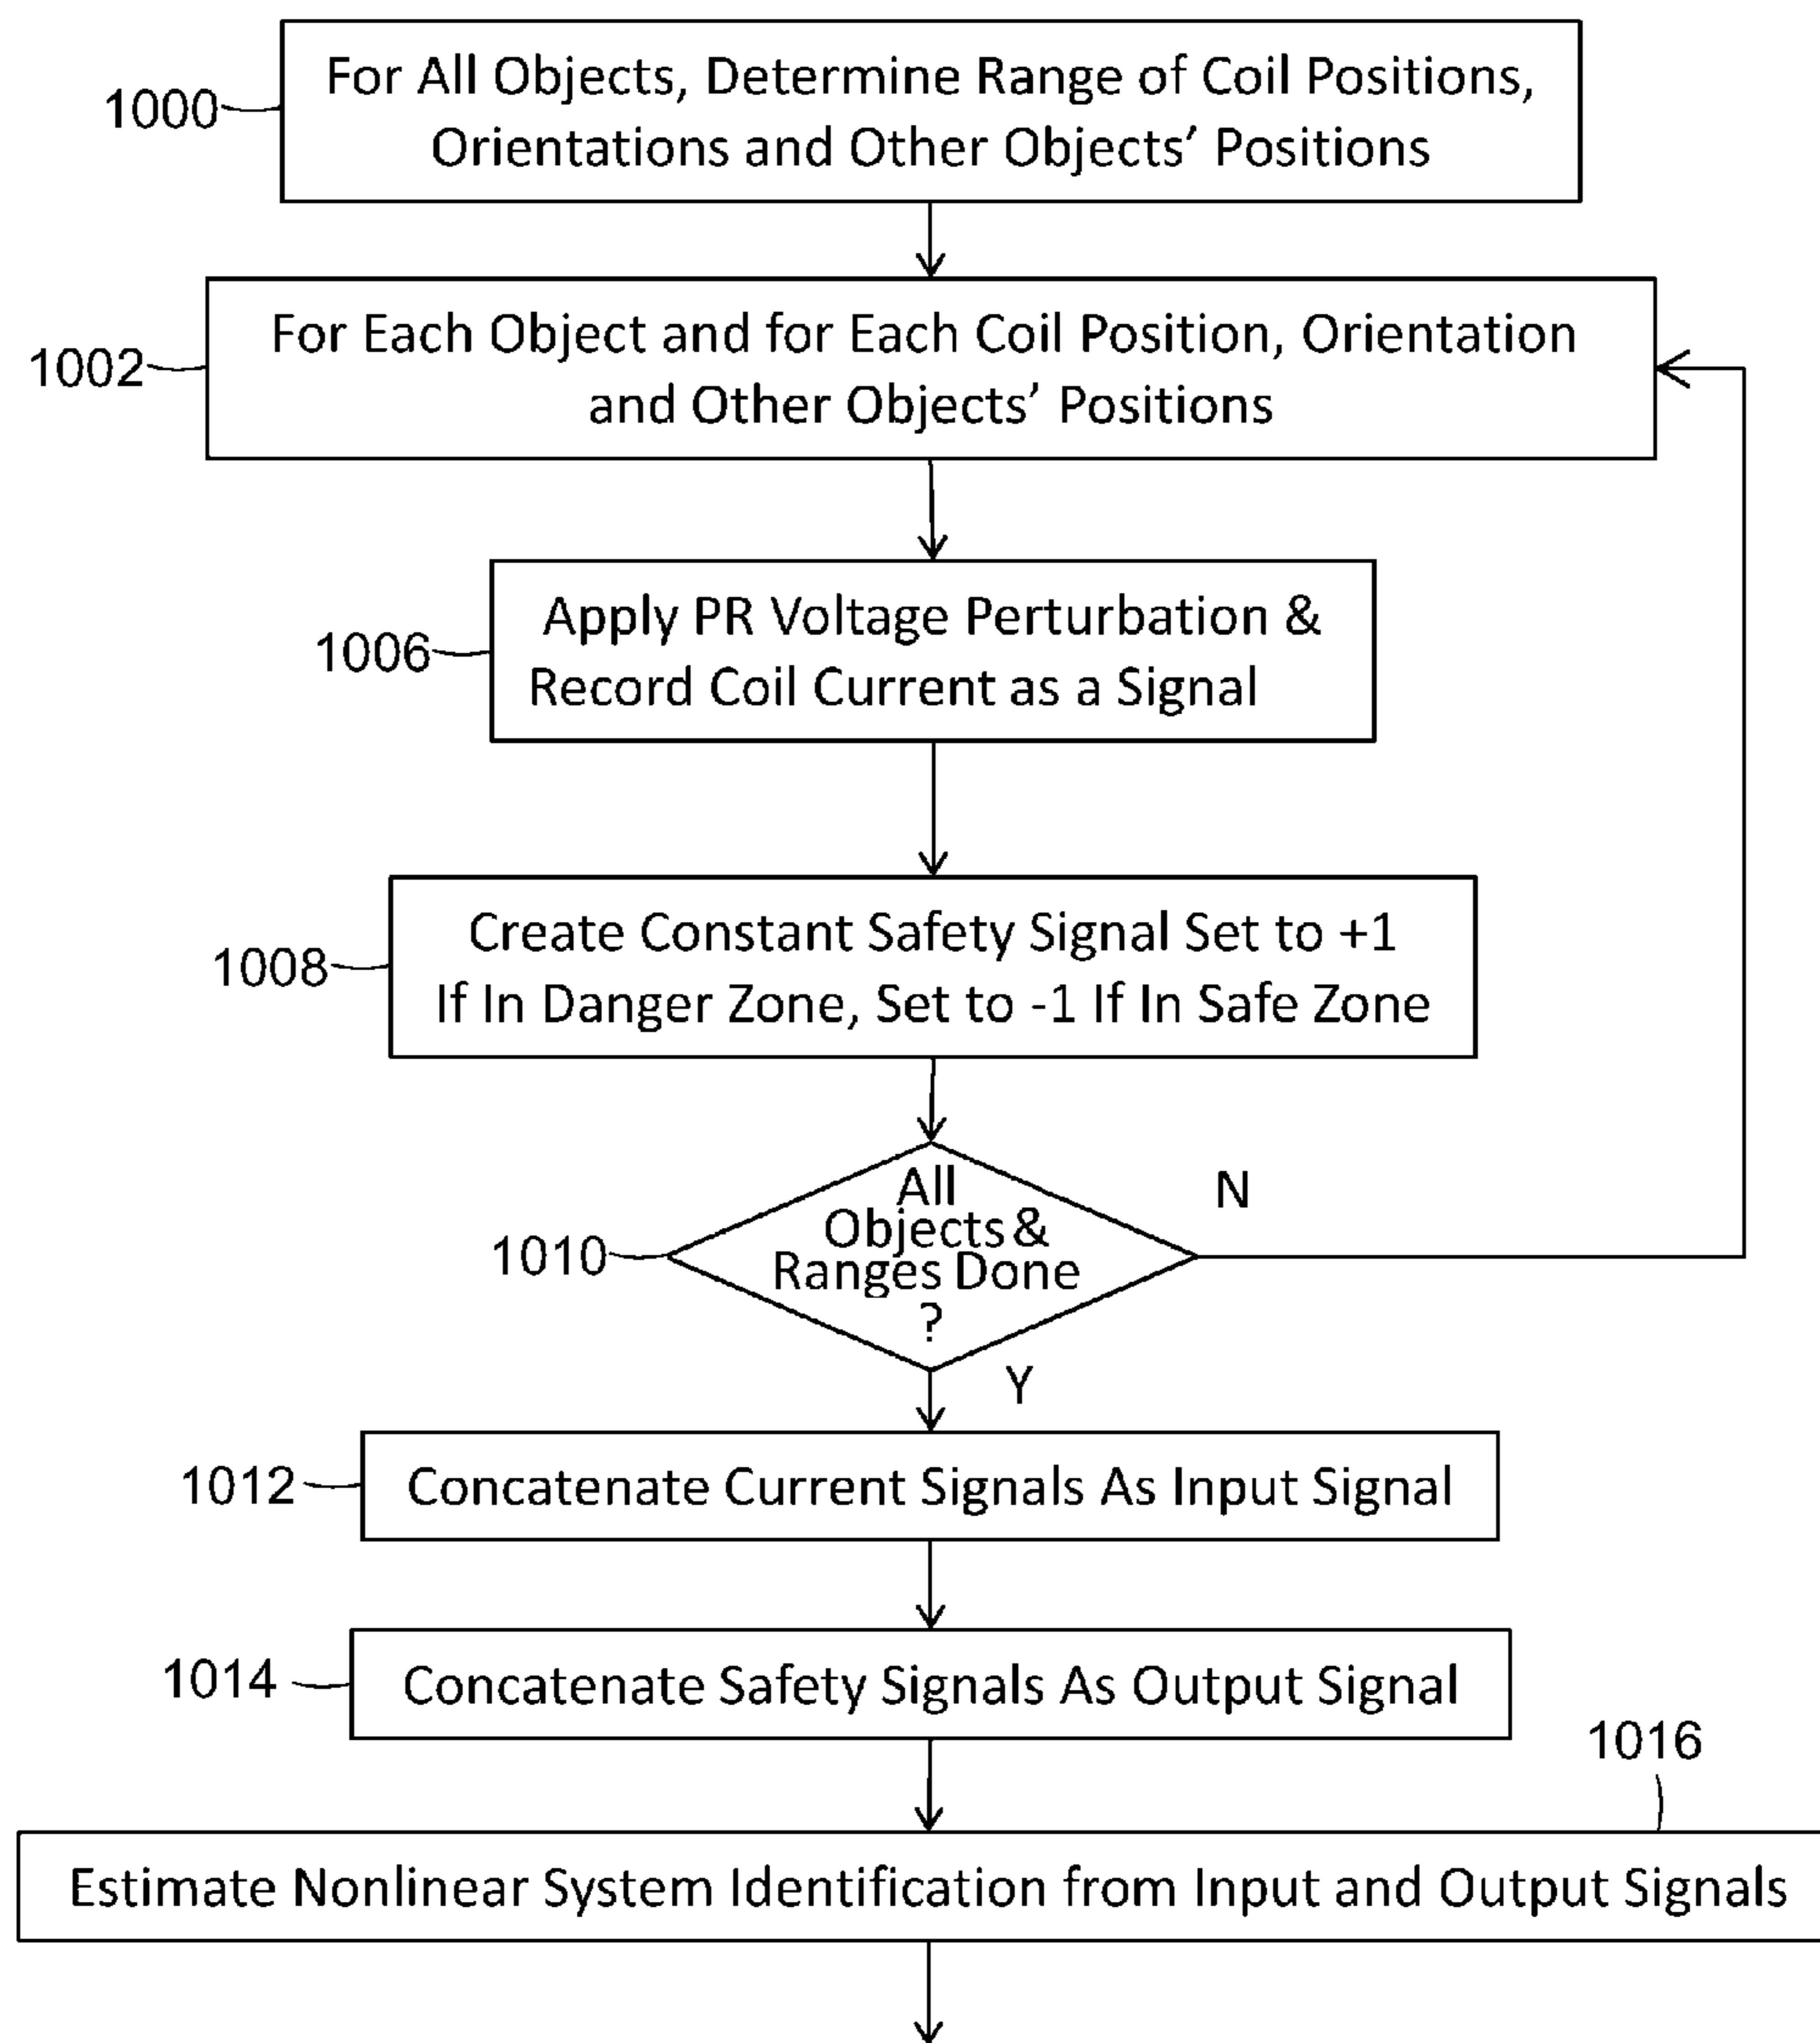 1000
For All Objects, Determine Range of Coil Positions,
Orientations and Other Objects’ Positions
1002
For Each Object and for Each Coil Position, Orientation
and Other Objects’ Positions
1006
Apply PR Voltage Perturbation &
Record Coil Current as a Signal
1008
Create Constant Safety Signal Set to +1
If In Danger Zone, Set to -1 If In Safe Zone
1010
All
Objects &
Ranges Done
?
N
Y
1012
Concatenate Current Signals As Input Signal
1014
Concatenate Safety Signals As Output Signal
1016
Estimate Nonlinear System Identification from Input and Output Signals